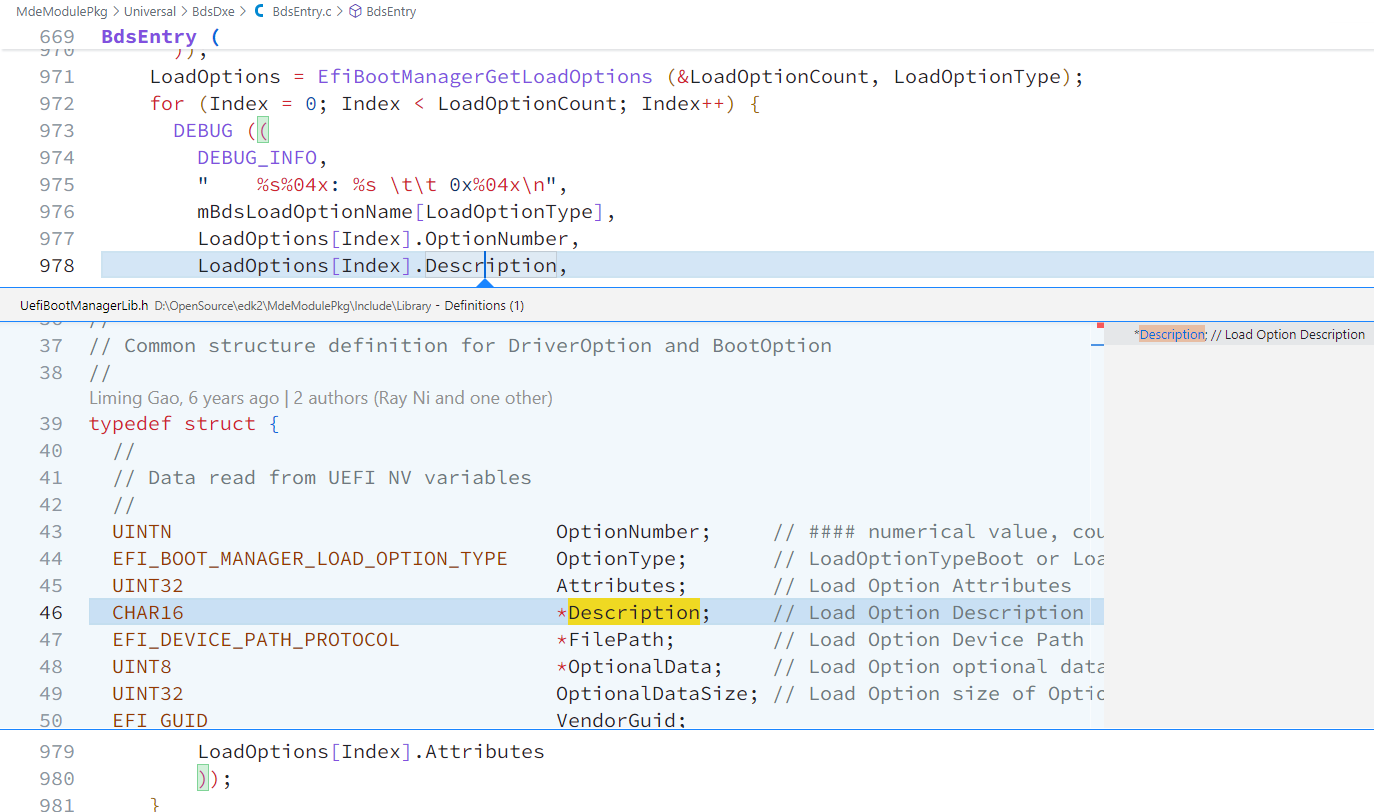 MdeModulePkg > Universal > BdsDxe > C BdsEntry.c > BdsEntry
669 BdsEntry (
970 )),
971 LoadOptions = EfiBootManagerGetLoadOptions (&LoadOptionCount, LoadOptionType);
972 for (Index = 0; Index < LoadOptionCount; Index++) {
973 DEBUG ((
974 DEBUG_INFO,
975 "    %s%04x: %s \t\t 0x%04x\n",
976 mBdsLoadOptionName[LoadOptionType],
977 LoadOptions[Index].OptionNumber,
978 LoadOptions[Index].Description,
UefiBootManagerLib.h D:\OpenSource\edk2\MdeModulePkg\Include\Library - Definitions (1)
36 //
37 // Common structure definition for DriverOption and BootOption
38 //
Liming Gao, 6 years ago | 2 authors (Ray Ni and one other)
39 typedef struct {
40 //
41 // Data read from UEFI NV variables
42 //
43 UINTN OptionNumber; // #### numerical value, cou
44 EFI_BOOT_MANAGER_LOAD_OPTION_TYPE OptionType; // LoadOptionTypeBoot or Loa
45 UINT32 Attributes; // Load Option Attributes
46 CHAR16 *Description; // Load Option Description
47 EFI_DEVICE_PATH_PROTOCOL *FilePath; // Load Option Device Path
48 UINT8 *OptionalData; // Load Option optional data
49 UINT32 OptionalDataSize; // Load Option size of Optio
50 EFI_GUID VendorGuid;
*Description; // Load Option Description
979 LoadOptions[Index].Attributes
980 ));
981 }